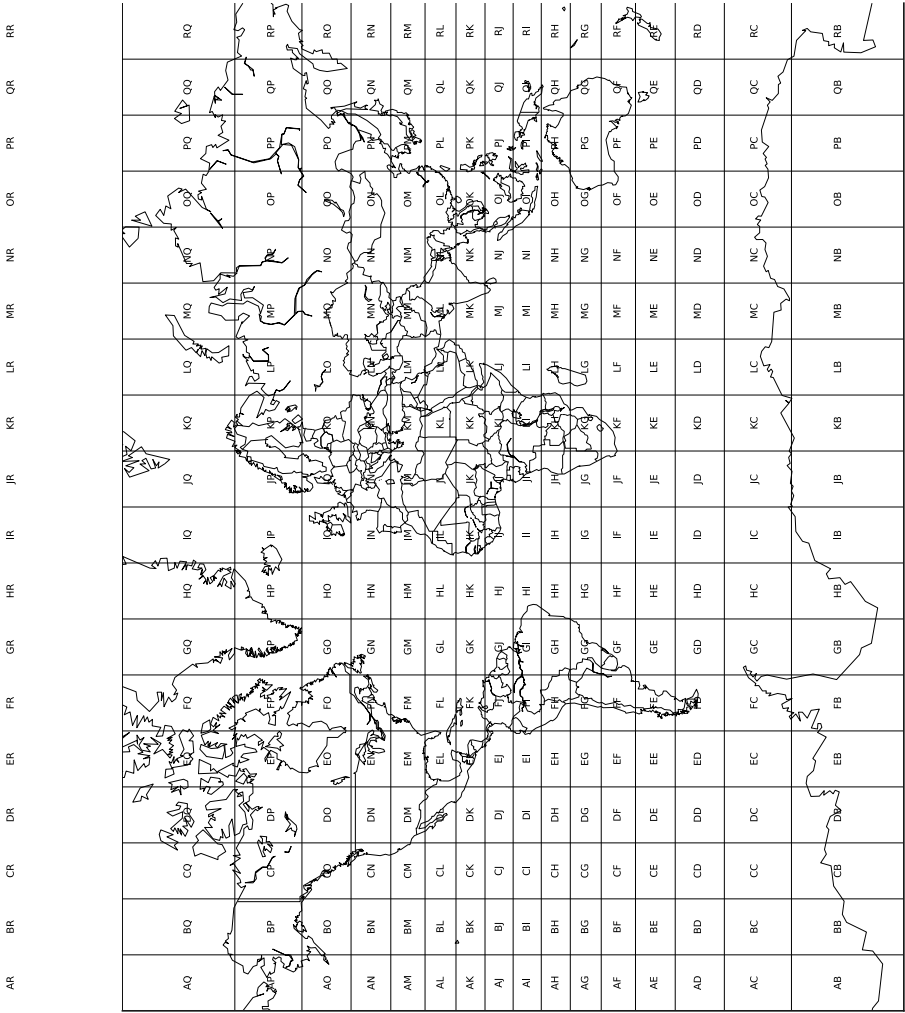 AR BR CR DR ER FR GR HR IR JR KR LR MR NR OR PR QR RR
AQ BQ CQ DQ EQ FQ GQ HQ IQ JQ KQ LQ MQ NQ OQ PQ QQ RQ
AP BP CP DP EP FP GP HP IP JP KP LP MP NP OP PP QP RP
AO BO CO DO EO FO GO HO IO JO KO LO MO NO OO PO QO RO
AN BN CN DN EN FN GN HN IN JN KN LN MN NN ON PN QN RN
AM BM CM DM EM FM GM HM IM JM KM LM MM NM OM PM QM RM
AL BL CL DL EL FL GL HL IL JL KL LL ML NL OL PL QL RL
AK BK CK DK EK FK GK HK IK JK KK LK MK NK OK PK QK RK
AJ BJ CJ DJ EJ FJ GJ HJ IJ JJ KJ LJ MJ NJ OJ PJ QJ RJ
AI BI CI DI EI FI GI HI II JI KI LI MI NI OI PI QI RI
AH BH CH DH EH FH GH HH IH JH KH LH MH NH OH PH QH RH
AG BG CG DG EG FG GG HG IG JG KG LG MG NG OG PG QG RG
AF BF CF DF EF FF GF HF IF JF KF LF MF NF OF PF QF RF
AE BE CE DE EE FE GE HE IE JE KE LE ME NE OE PE QE RE
AD BD CD DD ED FD GD HD ID JD KD LD MD ND OD PD QD RD
AC BC CC DC EC FC GC HC IC JC KC LC MC NC OC PC QC RC
AB BB CB DB EB FB GB HB IB JB KB LB MB NB OB PB QB RB